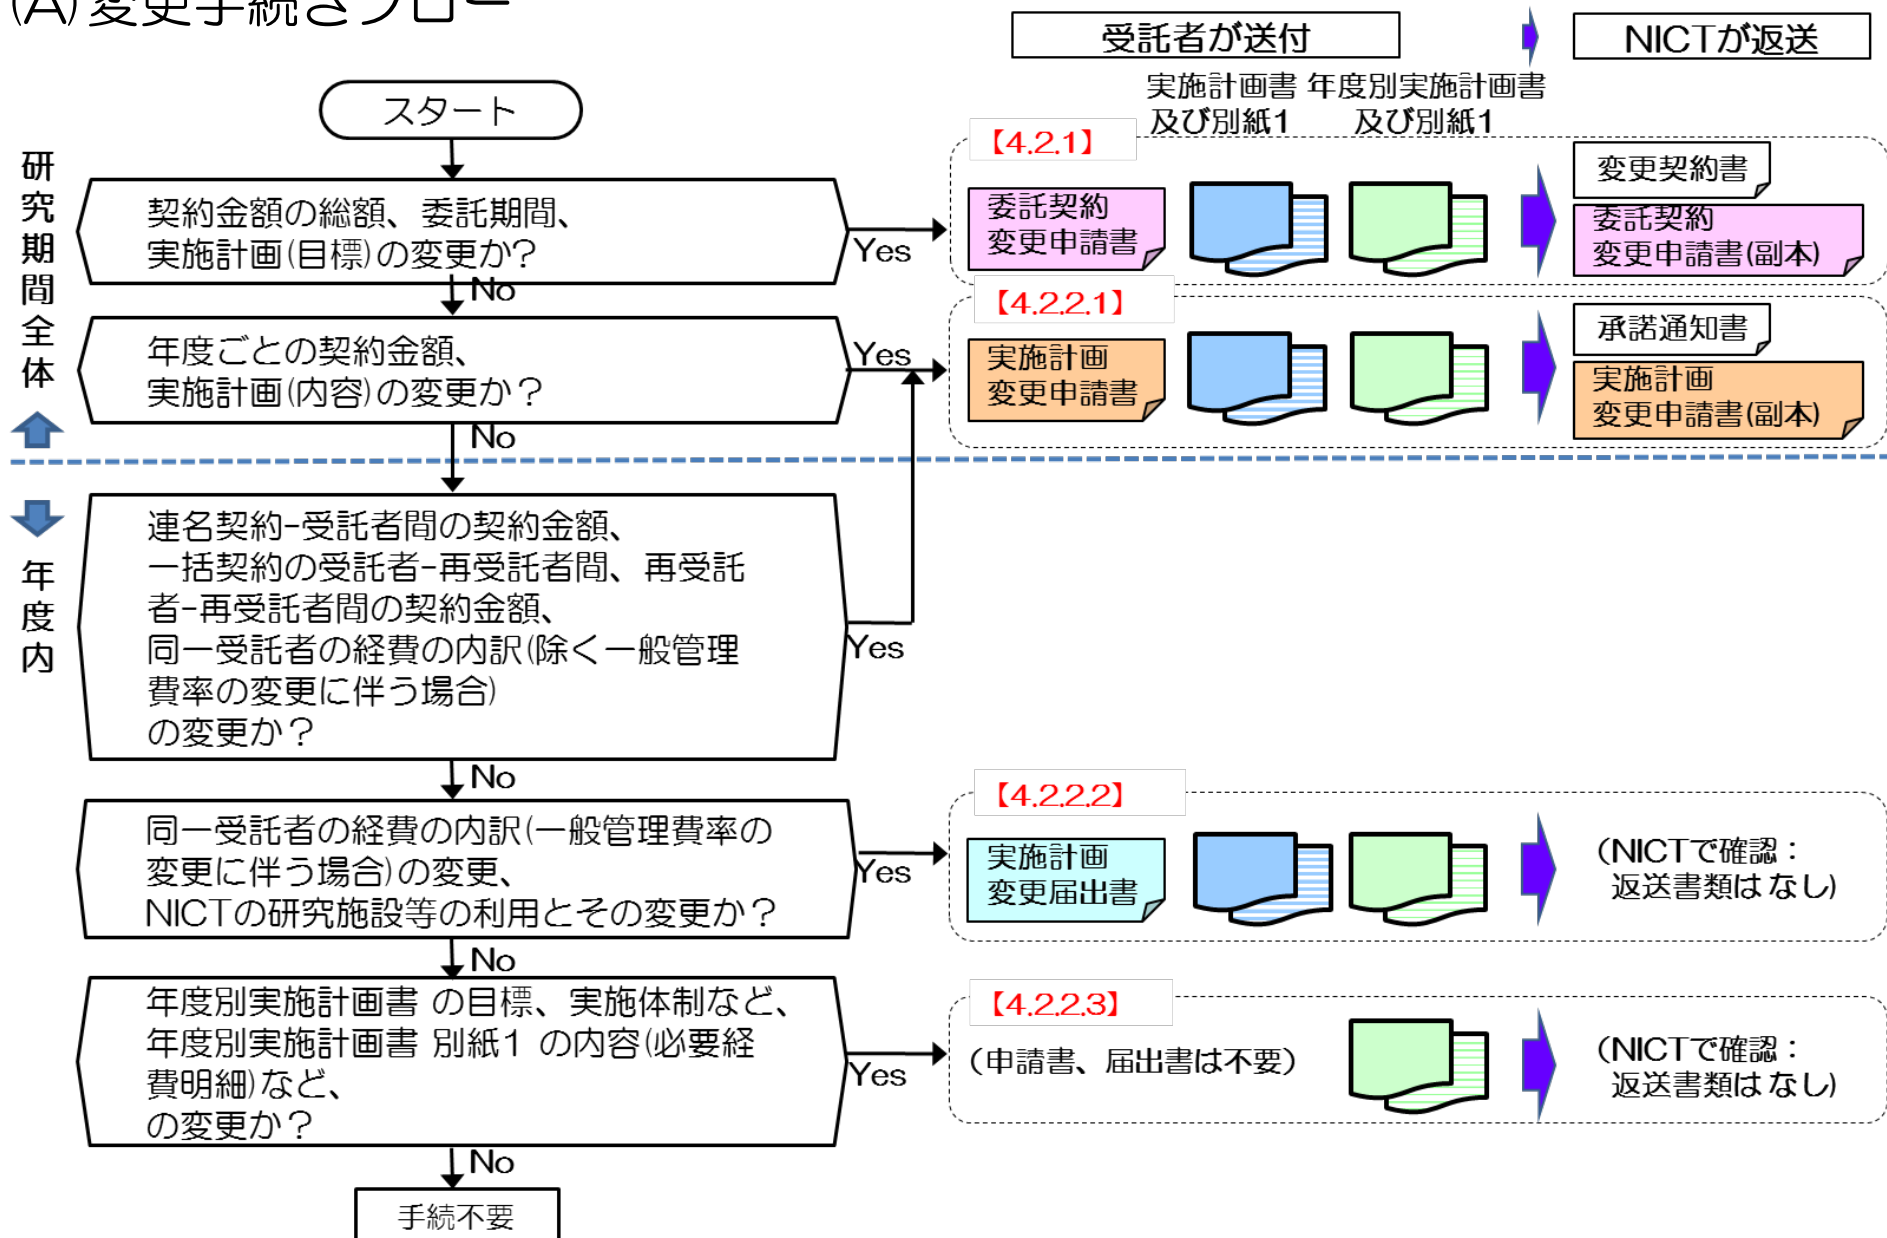 (A)変更手続きフロー
受託者が送付
NICTが返送
実施計画書
及び別紙1
年度別実施計画書
及び別紙1
スタート
研究期間全体
契約金額の総額、委託期間、
実施計画(目標)の変更か?
Yes
No
【4.2.1】
委託契約
変更申請書
変更契約書
委託契約
変更申請書(副本)
年度ごとの契約金額、
実施計画(内容)の変更か?
Yes
No
【4.2.2.1】
実施計画
変更申請書
承諾通知書
実施計画
変更申請書(副本)
年度内
連名契約-受託者間の契約金額、
一括契約の受託者-再受託者間、再受託
者-再受託者間の契約金額、
同一受託者の経費の内訳(除く一般管理
費率の変更に伴う場合)
の変更か?
Yes
No
同一受託者の経費の内訳(一般管理費率の
変更に伴う場合)の変更、
NICTの研究施設等の利用とその変更か?
Yes
No
【4.2.2.2】
実施計画
変更届出書
(NICTで確認:
返送書類はなし)
年度別実施計画書 の目標、実施体制など、
年度別実施計画書 別紙1 の内容(必要経
費明細)など、
の変更か?
Yes
No
【4.2.2.3】
(申請書、届出書は不要)
(NICTで確認:
返送書類はなし)
手続不要